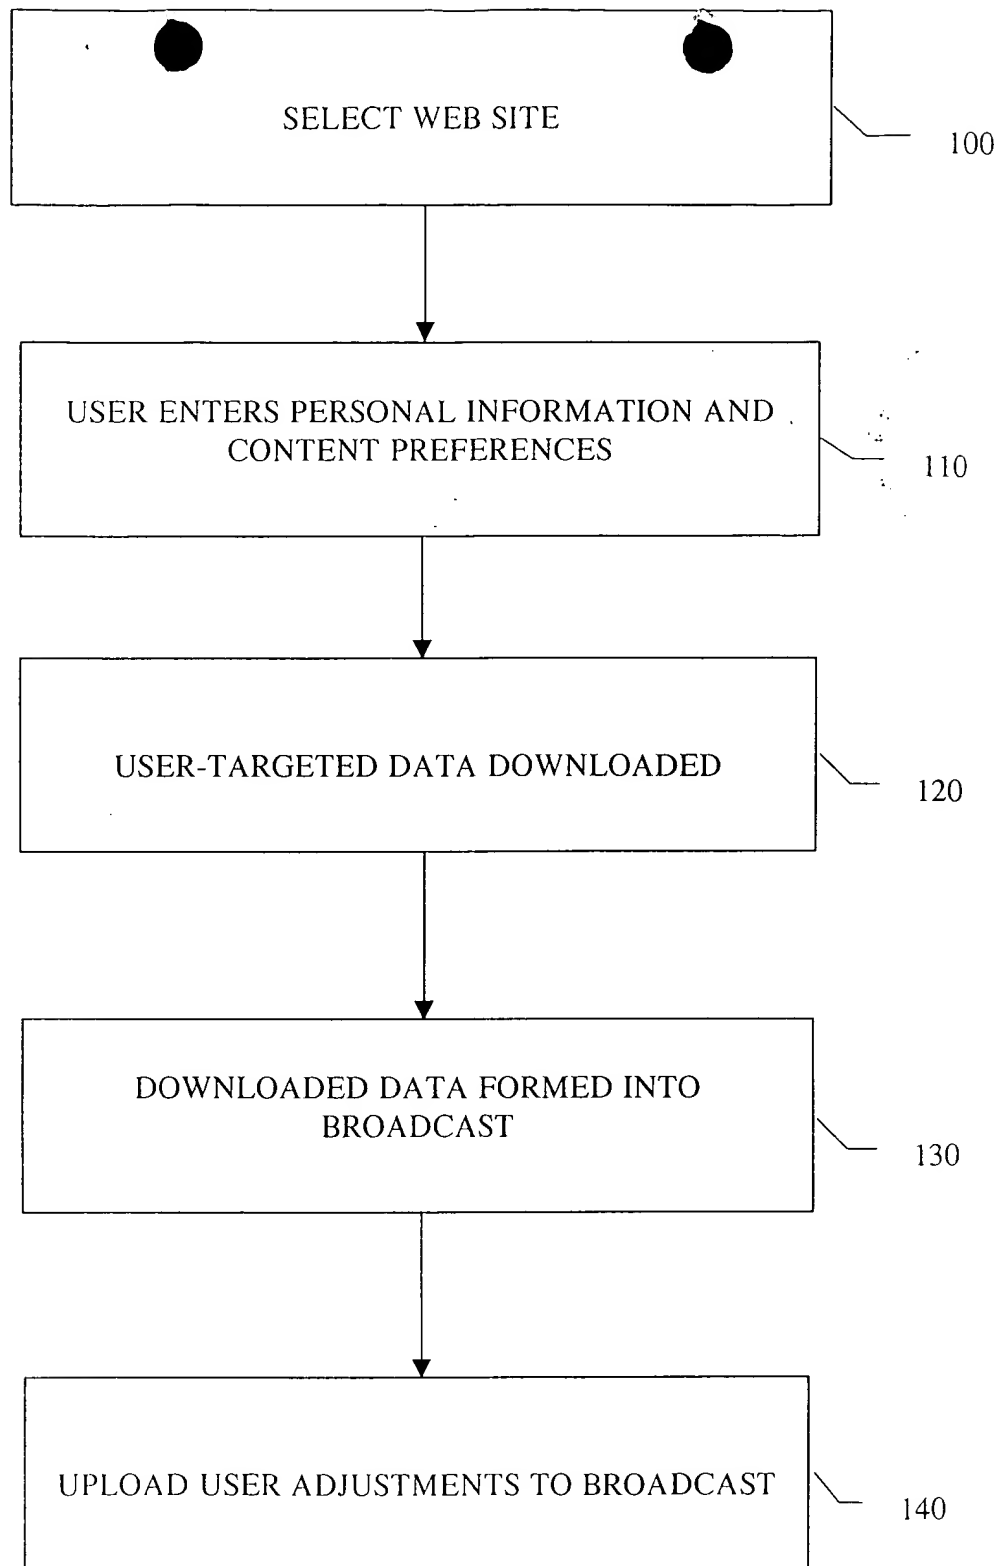 SELECT WEB SITE
100
USER ENTERS PERSONAL INFORMATION AND
CONTENT PREFERENCES
110
USER-TARGETED DATA DOWNLOADED
120
DOWNLOADED DATA FORMED INTO
BROADCAST
130
UPLOAD USER ADJUSTMENTS TO BROADCAST
140